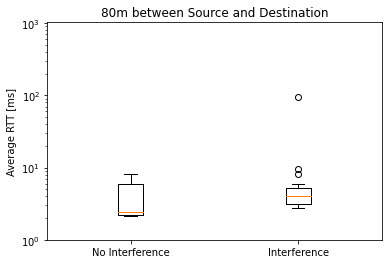 80m between Source and Destination
Average RTT [ms]
10³
10²
10¹
10⁰
No Interference
Interference